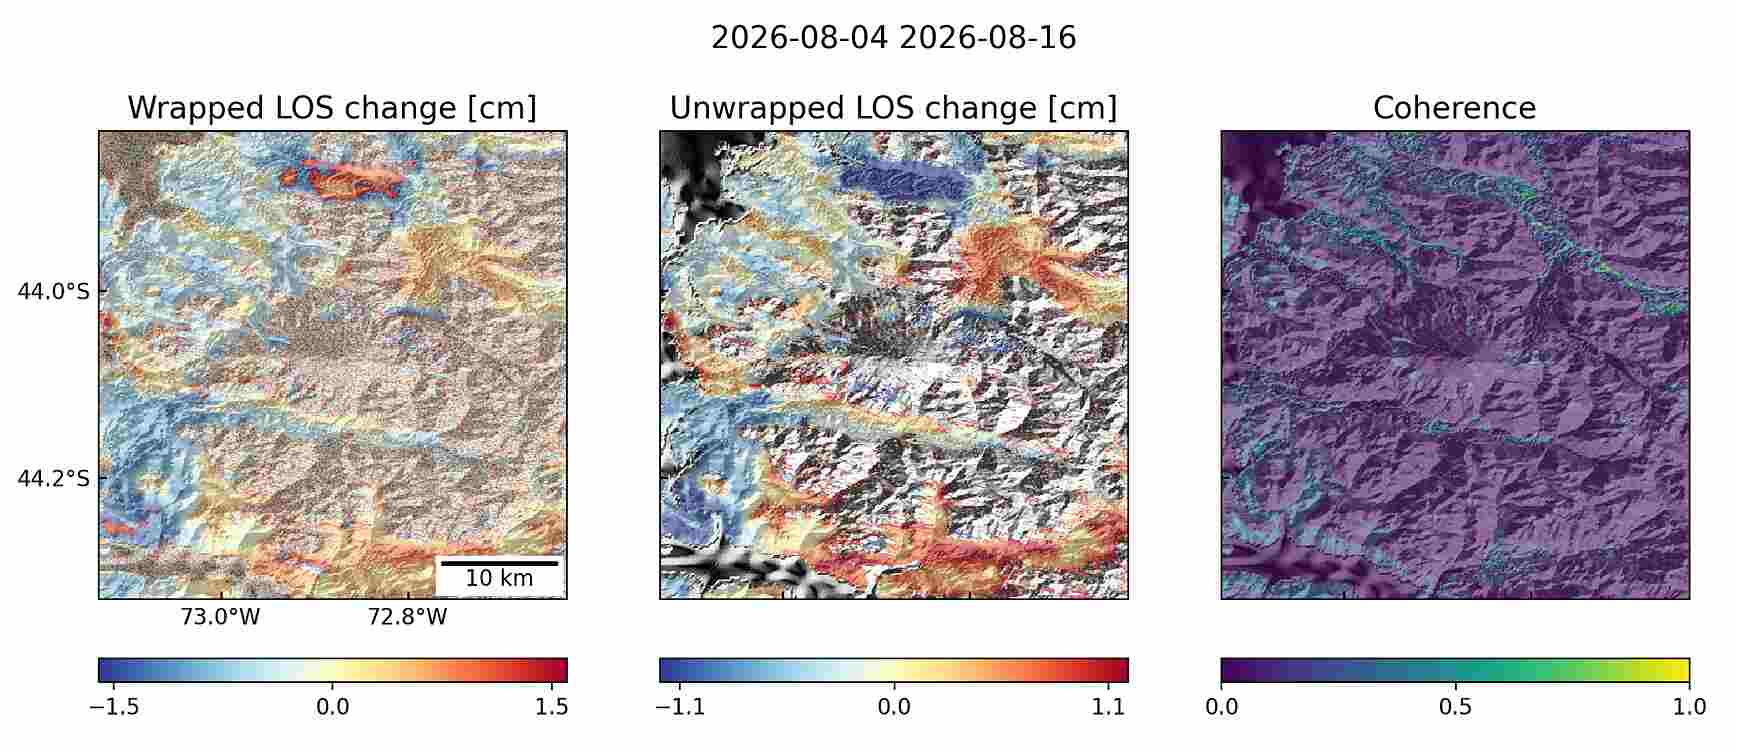 2026-08-04 2026-08-16
Wrapped LOS change [cm]
Unwrapped LOS change [cm]
Coherence
44.0°S
44.2°S
10 km
73.0°W
72.8°W
−1.5
0.0
1.5
−1.1
0.0
1.1
0.0
0.5
1.0